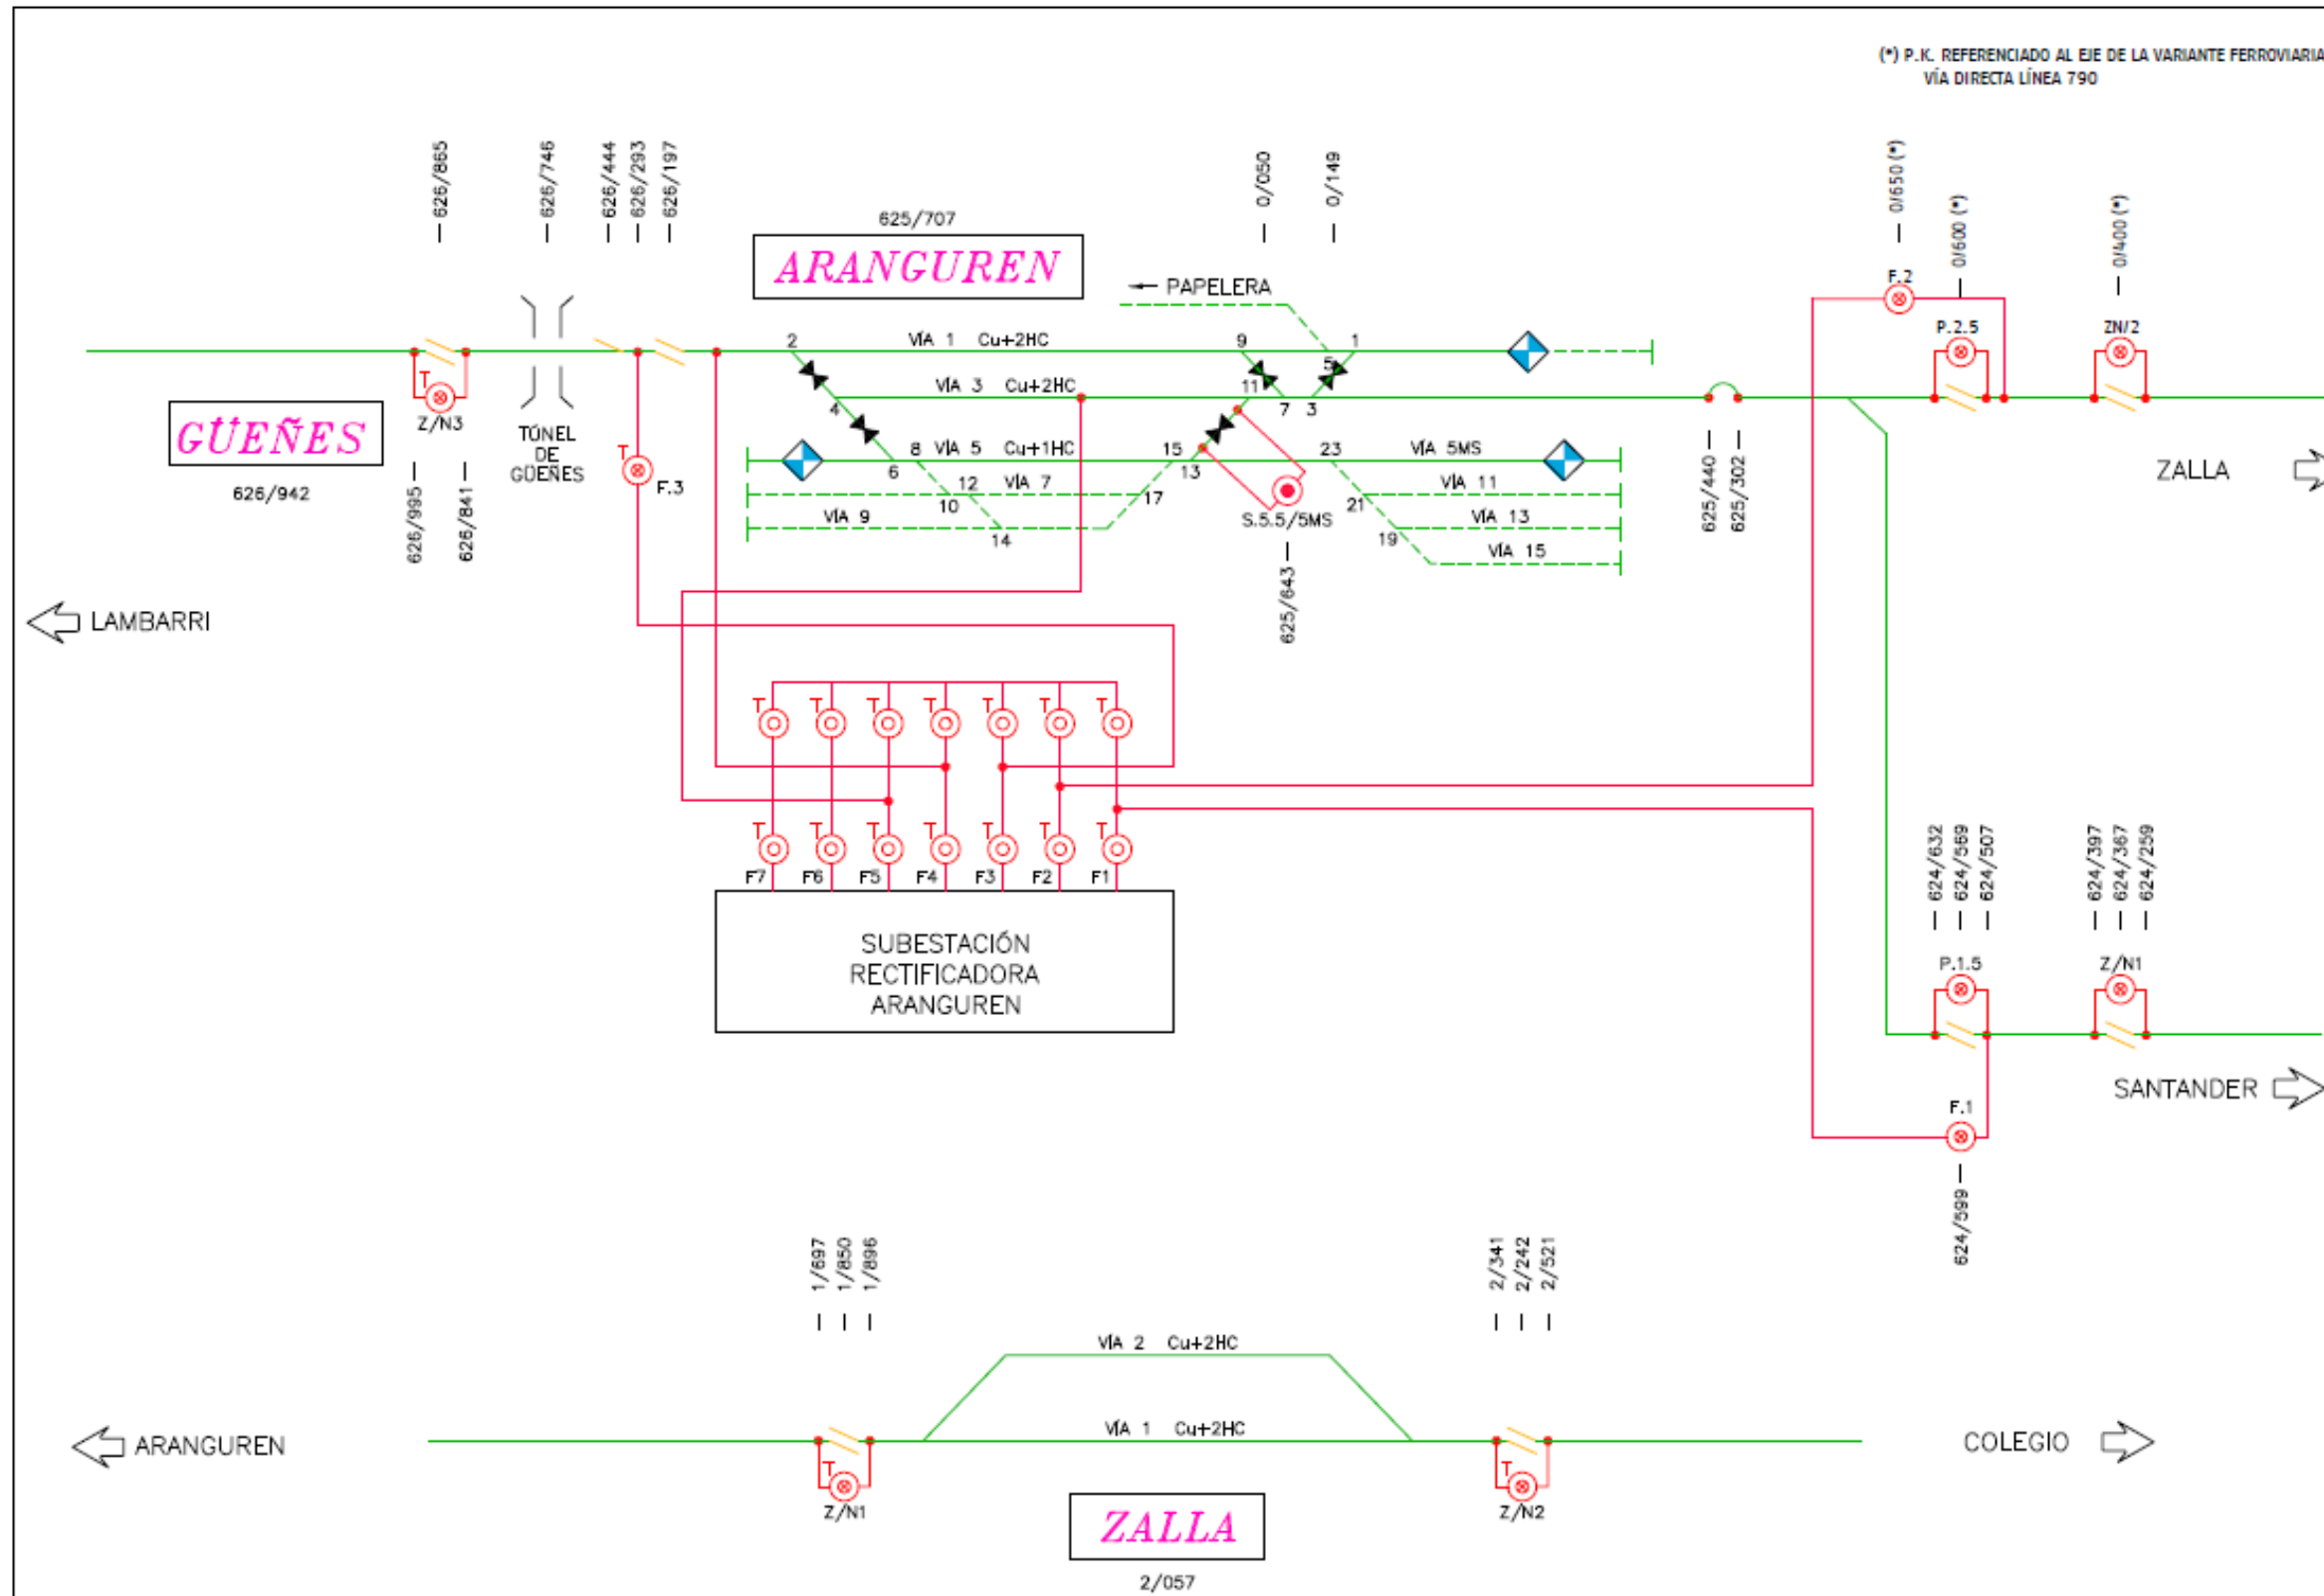 (*) P.K. REFERENCIADO AL EJE DE LA VARIANTE FERROVIARIA
VÍA DIRECTA LÍNEA 790
626/865
626/746
626/444
626/293
626/197
625/707
ARANGUREN
0/050
0/149
0/650 (*)
0/600 (*)
0/400 (*)
← PAPELERA
F.2
P.2.5
ZN/2
2
VÍA 1 Cu+2HC
9
5
1
VÍA 3 Cu+2HC
11
4
7
3
GÜEÑES
626/942
Z/N3
TÚNEL
DE
GÜEÑES
626/995
626/841
T
T
F.3
8
VÍA 5 Cu+1HC
15
23
VÍA 5MS
6
13
12
VÍA 7
17
10
VÍA 9
14
S.5.5/5MS
625/643
21
VÍA 11
19
VÍA 13
VÍA 15
625/440
625/302
ZALLA
LAMBARRI
T T T T T T T
T T T T T T T
F7 F6 F5 F4 F3 F2 F1
SUBESTACIÓN
RECTIFICADORA
ARANGUREN
624/632
624/569
624/507
624/397
624/367
624/259
P.1.5
Z/N1
SANTANDER
F.1
624/599
1/697
1/850
1/896
2/341
2/242
2/521
VÍA 2 Cu+2HC
ARANGUREN
VÍA 1 Cu+2HC
COLEGIO
T
Z/N1
T
Z/N2
ZALLA
2/057